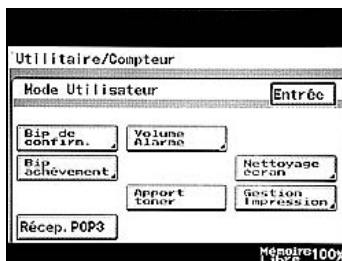 Utilitaire/Compteur
Mode Utilisateur
Entrée
Bip de
confirm.
Volume
Alarme
Bip
achèvement
Nettoyage
écran
Apport
toner
Gestion
Impression
Récep. POP3
Mémoire
Libre 100%